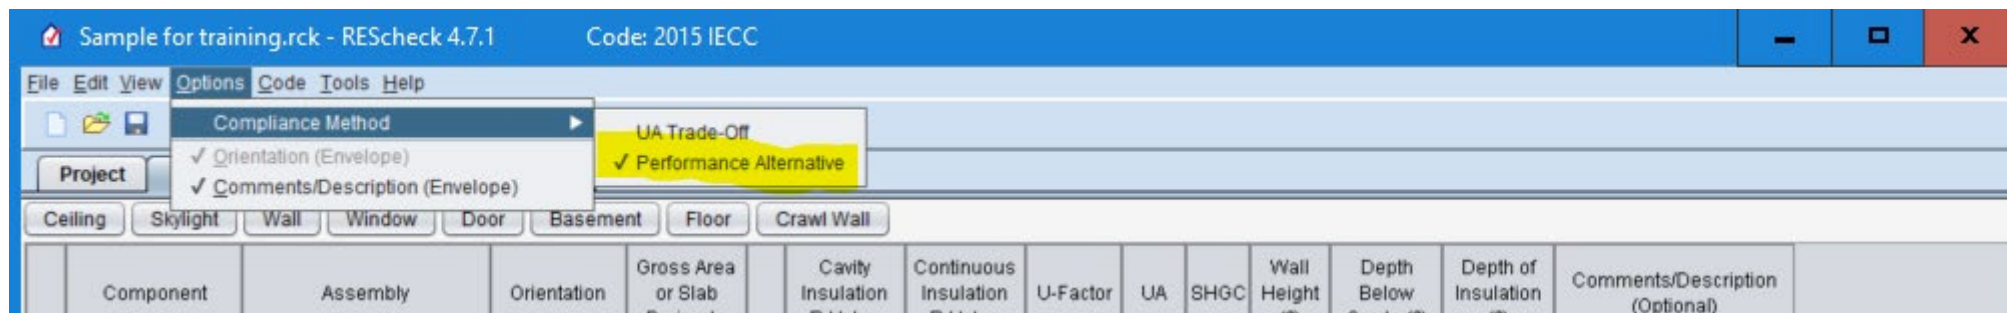 Sample for training.rck - REScheck 4.7.1 Code: 2015 IECC
File Edit View Options Code Tools Help
Compliance Method
UA Trade-Off
✓ Performance Alternative
✓ Orientation (Envelope)
✓ Comments/Description (Envelope)
Project
Ceiling Skylight Wall Window Door Basement Floor Crawl Wall
Component
Assembly
Orientation
Gross Area
or Slab
Cavity
Insulation
Continuous
Insulation
U-Factor
UA
SHGC
Wall
Height
Depth
Below
Depth of
Insulation
Comments/Description
(Optional)